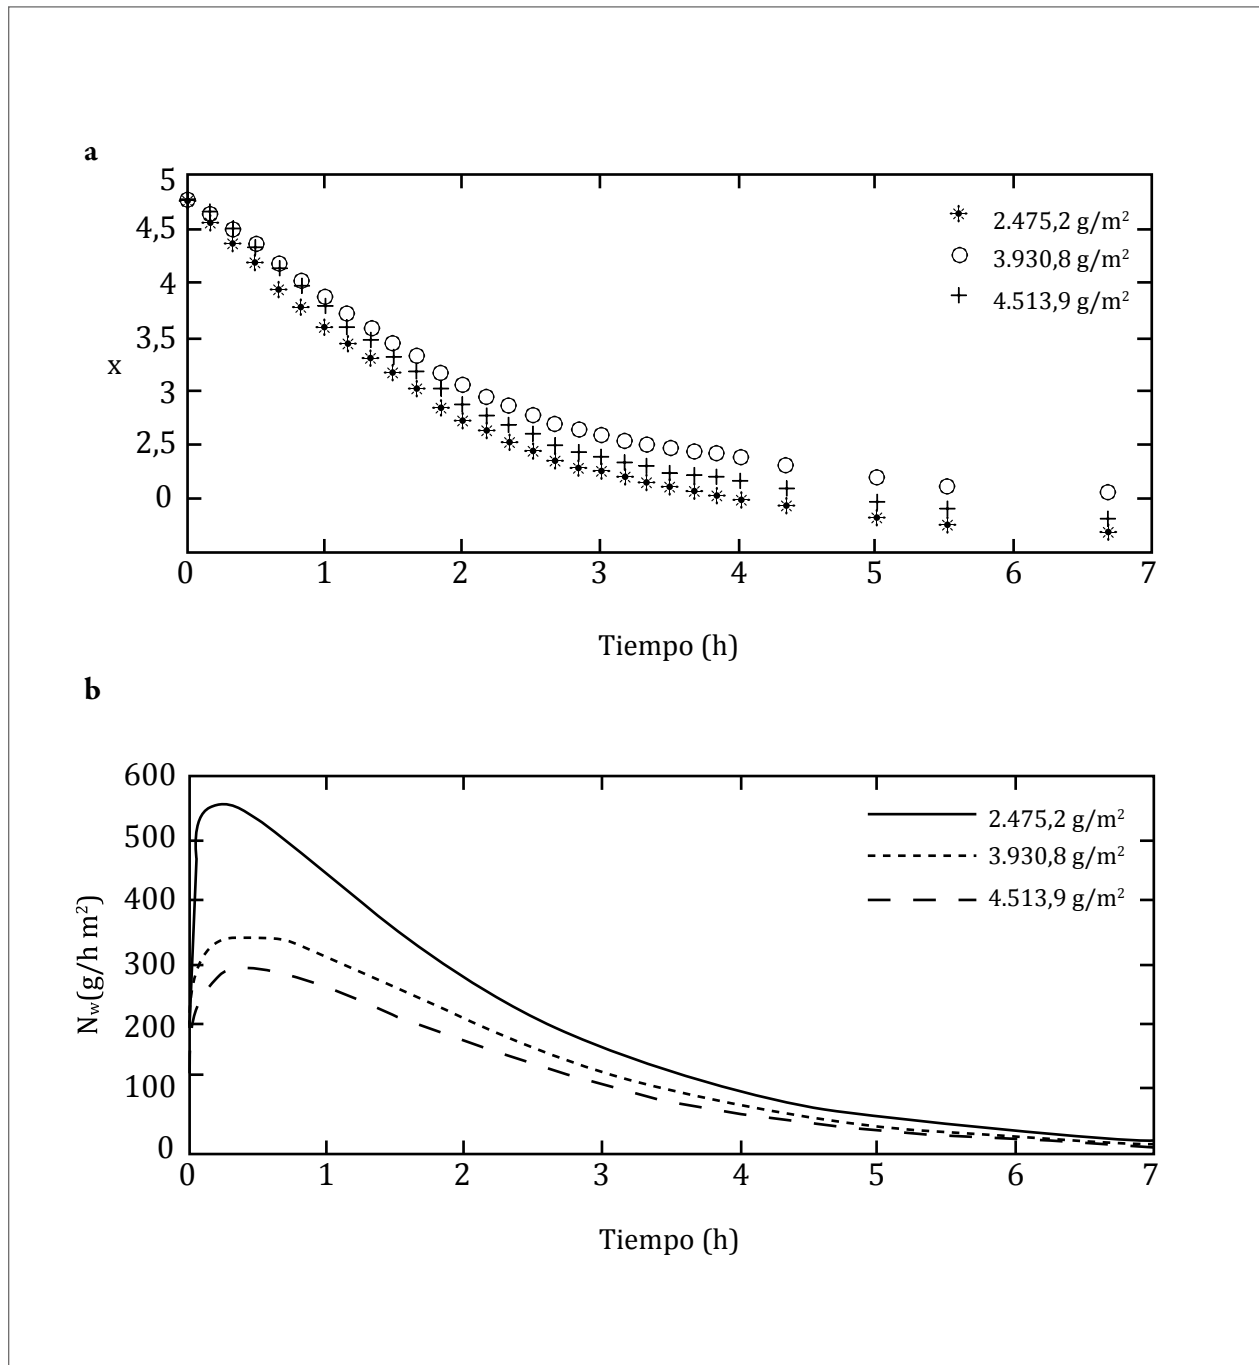 a
5
4,5
4
3,5
3
2,5
0
x
2.475,2 g/m²
3.930,8 g/m²
4.513,9 g/m²
0 1 2 3 4 5 6 7
Tiempo (h)
b
600
500
400
300
200
100
0
N_w(g/h m²)
2.475,2 g/m²
3.930,8 g/m²
4.513,9 g/m²
0 1 2 3 4 5 6 7
Tiempo (h)